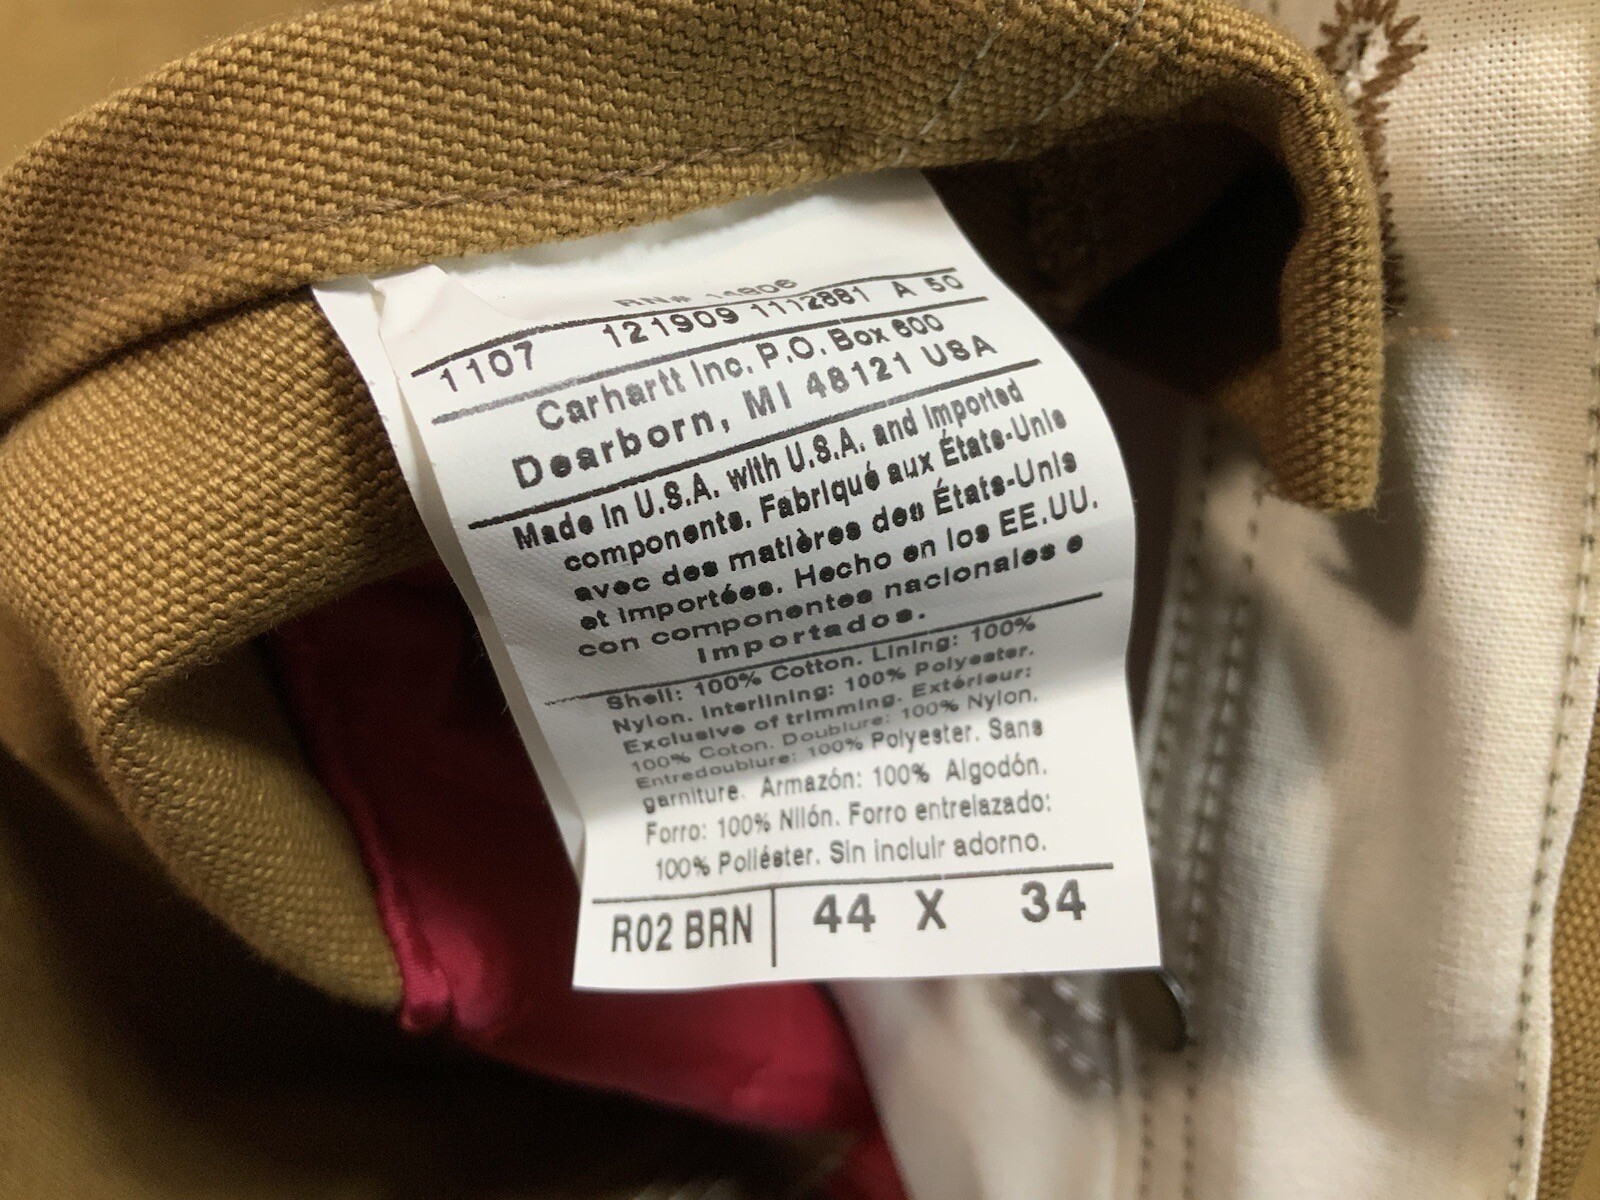 RN# 14806
1107 121909 1112881 A 50
Carhartt Inc. P.O. Box 600
Dearborn, MI 48121 USA
Made in U.S.A. with U.S.A. and Imported
components. Fabriqué aux États-Unis
avec des matières des États-Unis
et importées. Hecho en los EE.UU.
con componentes nacionales e
importados.
Shell: 100% Cotton. Lining: 100%
Nylon. Interlining: 100% Polyester.
Exclusive of trimming. Extérieur:
100% Coton. Doublure: 100% Nylon.
Entredoublure: 100% Polyester. Sans
garniture. Armazón: 100% Algodón.
Forro: 100% Nilón. Forro entrelazado:
100% Poliéster. Sin incluir adorno.
R02 BRN 44 X 34